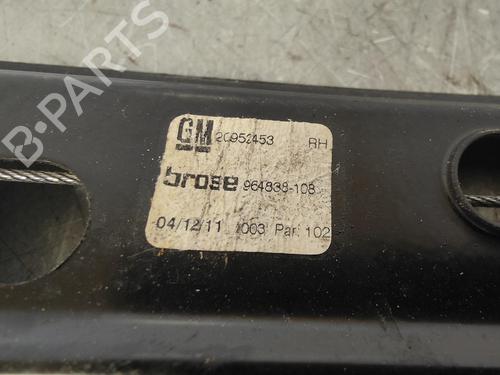 B-PARTS
GM 20952453 RH
brose 964838-108
04/12/11 1003 Par 102